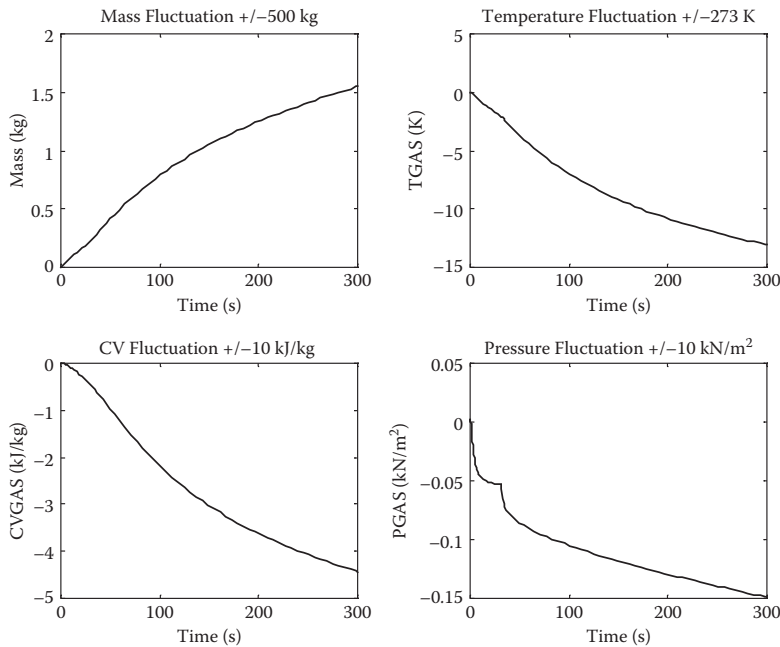 Mass Fluctuation +/−500 kg
2
1.5
1
0.5
0
Mass (kg)
0 100 200 300
Time (s)
Temperature Fluctuation +/−273 K
5
0
−5
−10
−15
TGAS (K)
0 100 200 300
Time (s)
CV Fluctuation +/−10 kJ/kg
0
−1
−2
−3
−4
−5
CVGAS (kJ/kg)
0 100 200 300
Time (s)
Pressure Fluctuation +/−10 kN/m²
0.05
0
−0.05
−0.1
−0.15
PGAS (kN/m²)
0 100 200 300
Time (s)